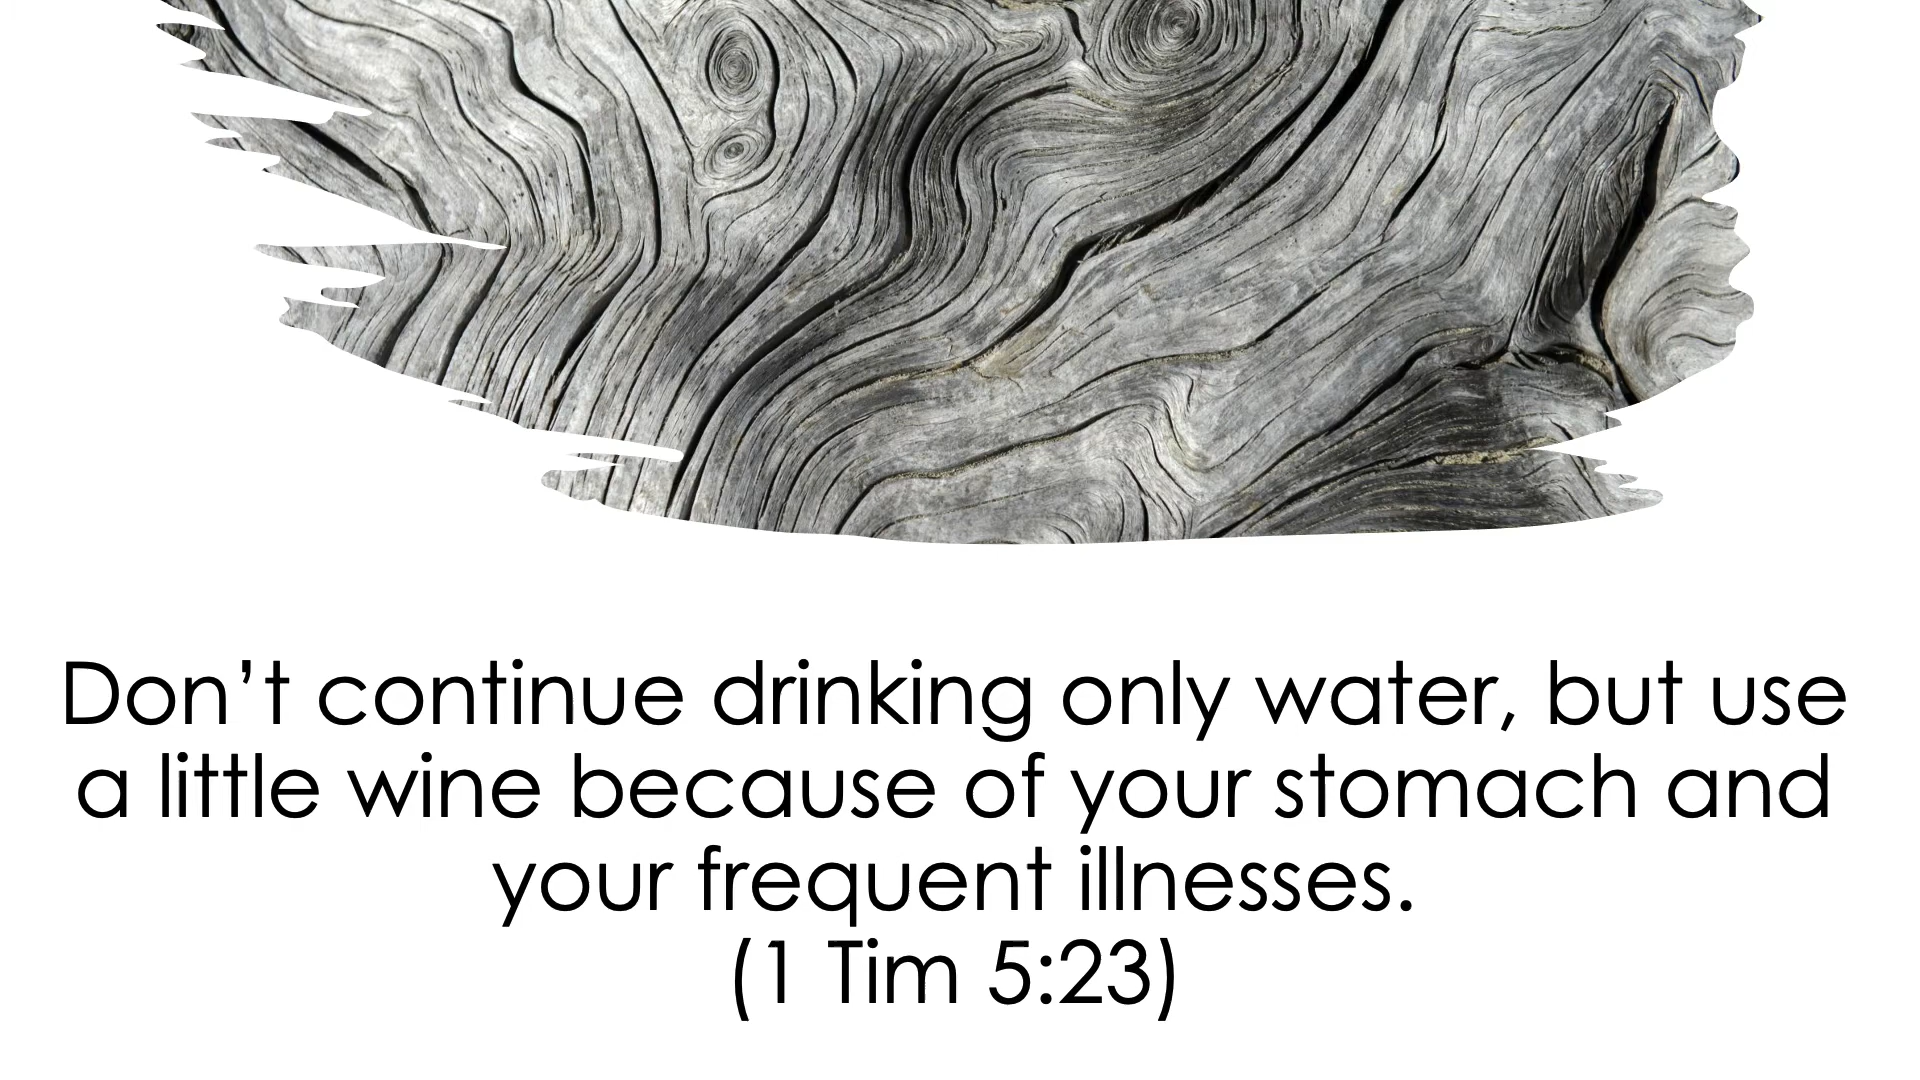 Don’t continue drinking only water, but use
a little wine because of your stomach and
your frequent illnesses.
(1 Tim 5:23)